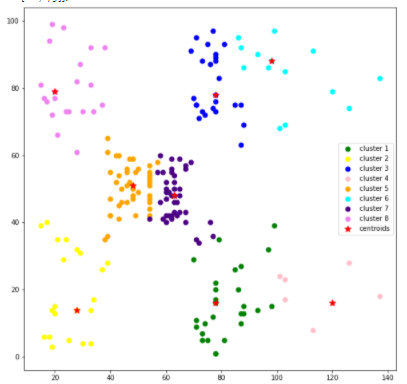 100
80
60
40
20
0
20
40
60
80
100
120
140
cluster 1
cluster 2
cluster 3
cluster 4
cluster 5
cluster 6
cluster 7
cluster 8
centroids